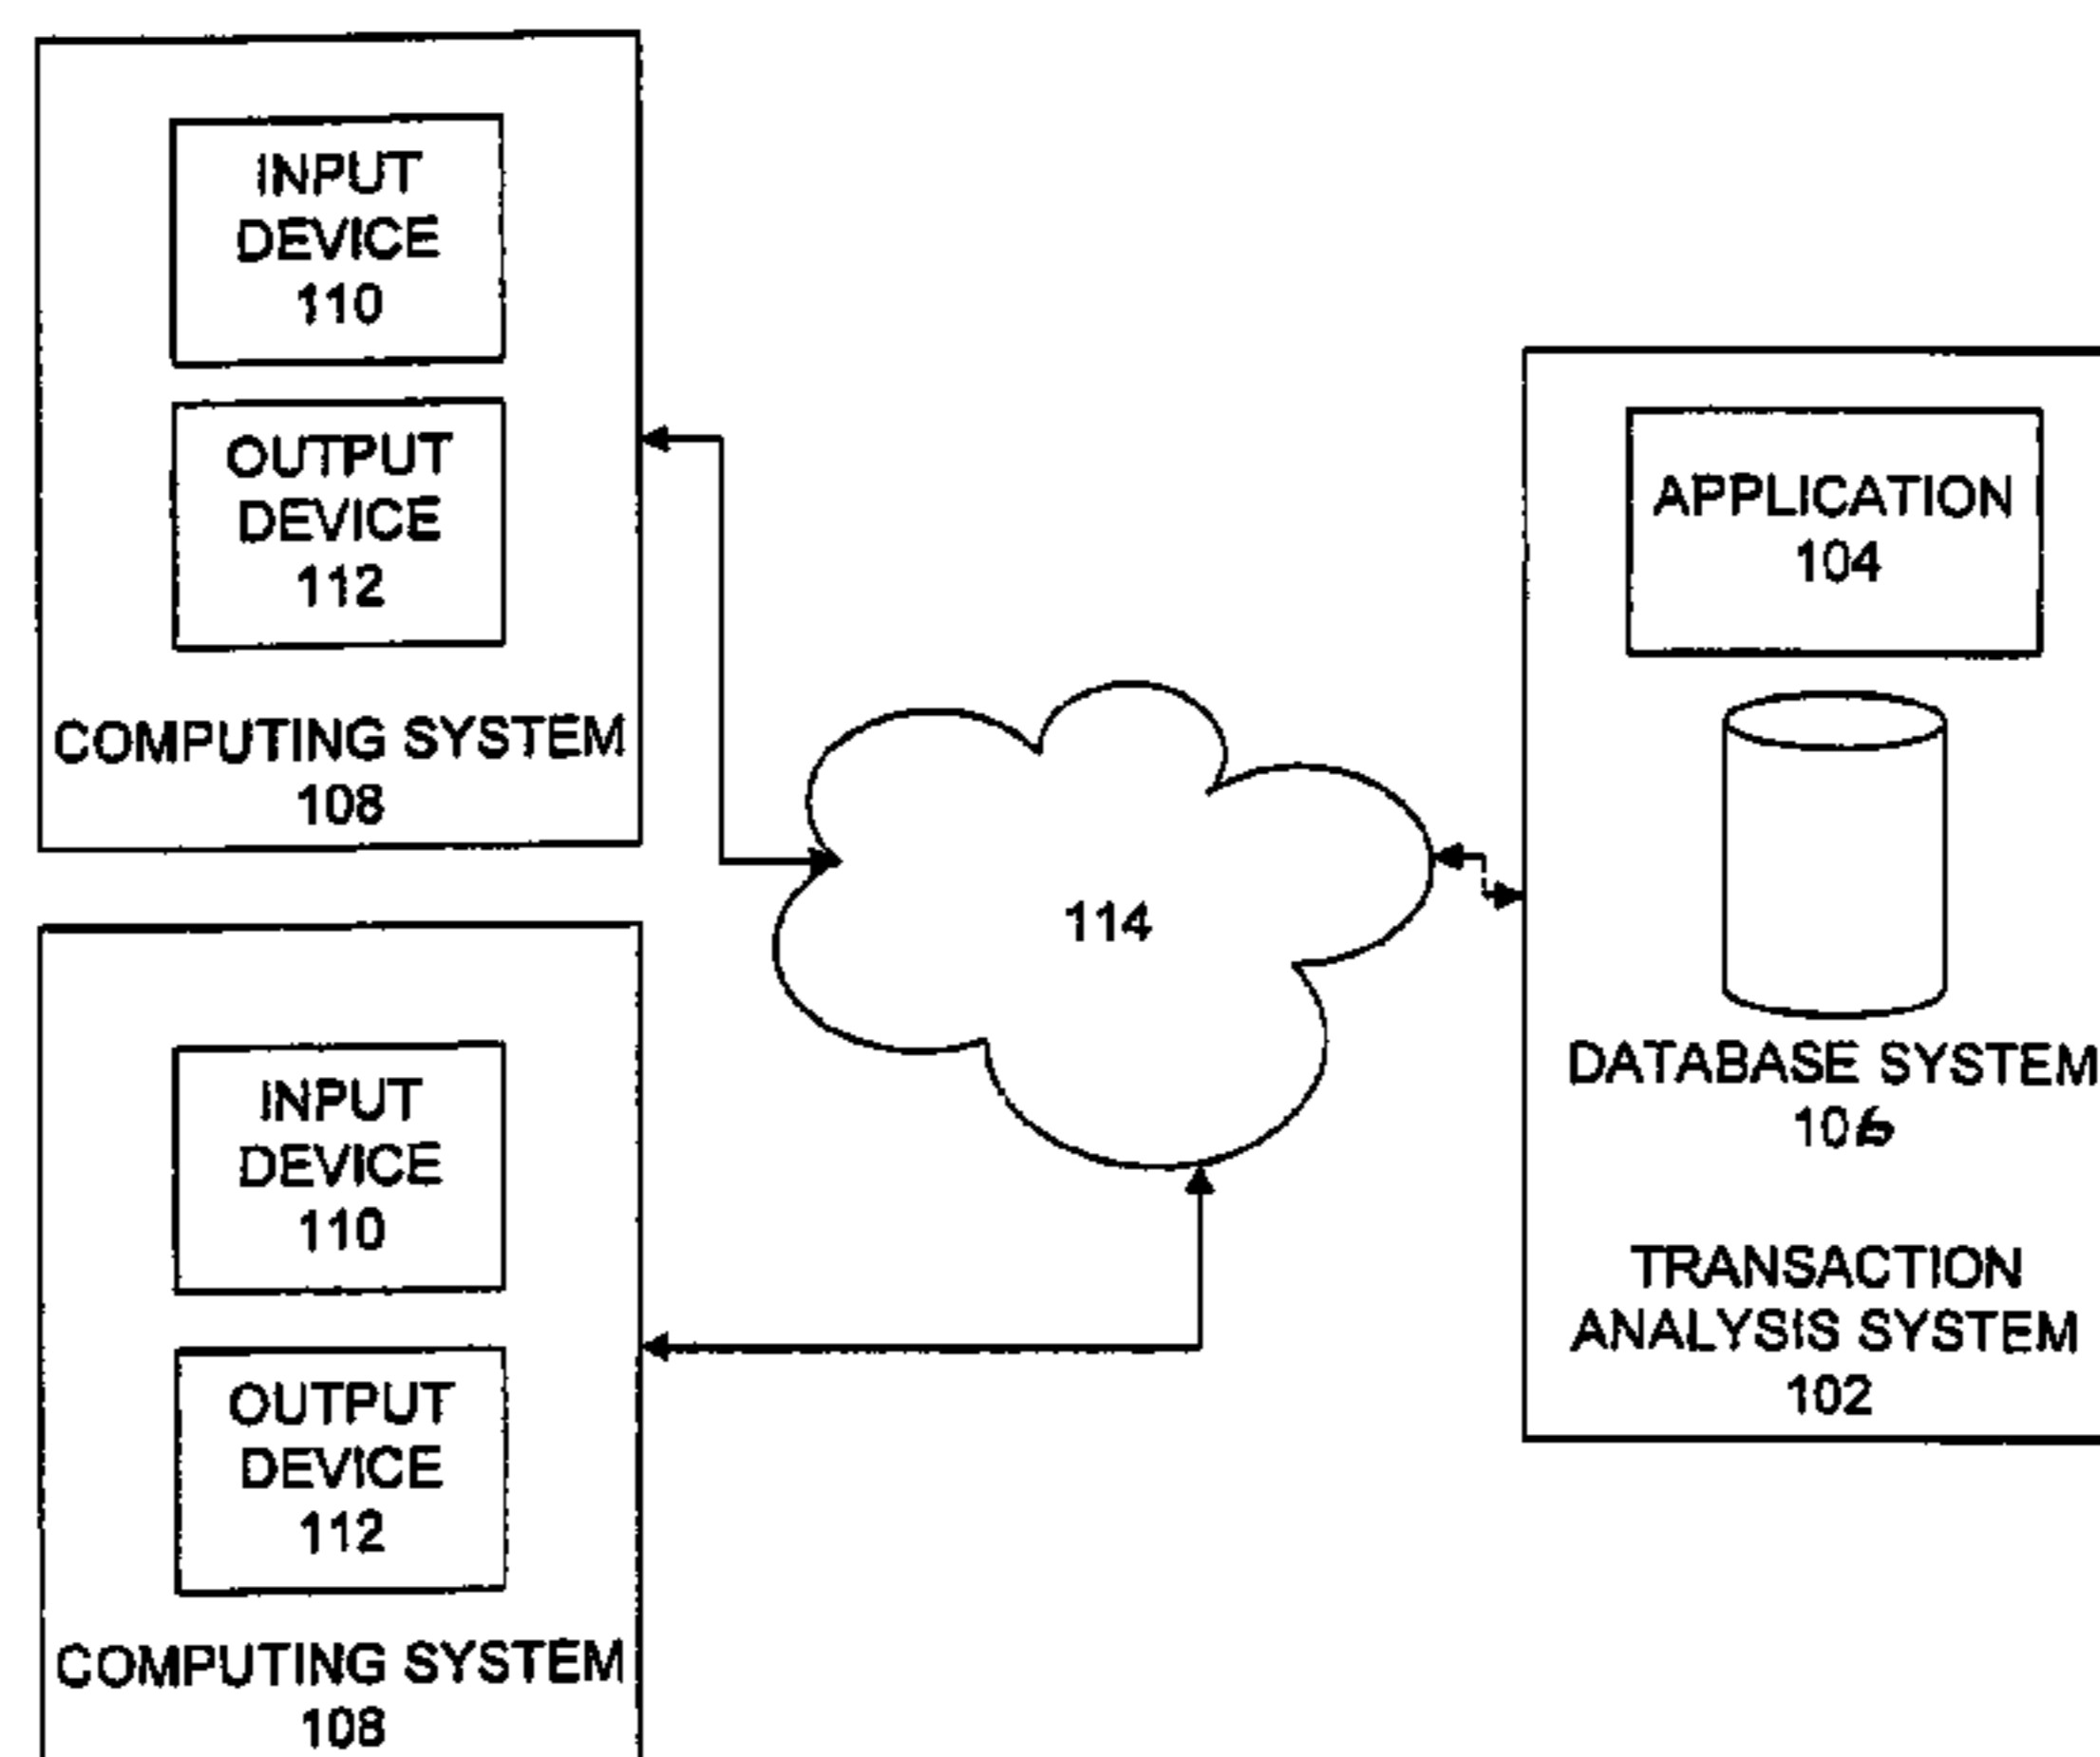 INPUT
DEVICE
110
OUTPUT
DEVICE
112
COMPUTING SYSTEM
108
INPUT
DEVICE
110
OUTPUT
DEVICE
112
COMPUTING SYSTEM
108
114
APPLICATION
104
DATABASE SYSTEM
106
TRANSACTION
ANALYSIS SYSTEM
102